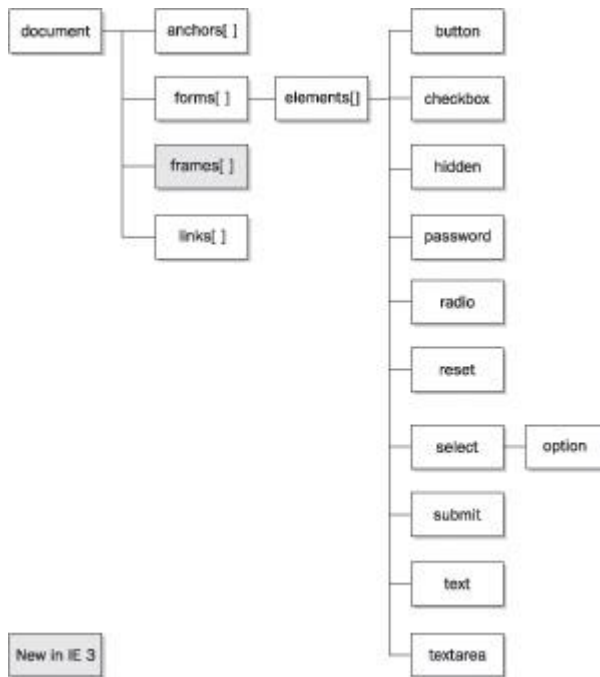 document
anchors[ ]
button
forms[ ]
elements[]
checkbox
frames[ ]
hidden
links[ ]
password
radio
reset
select
option
submit
text
New in IE 3
textarea